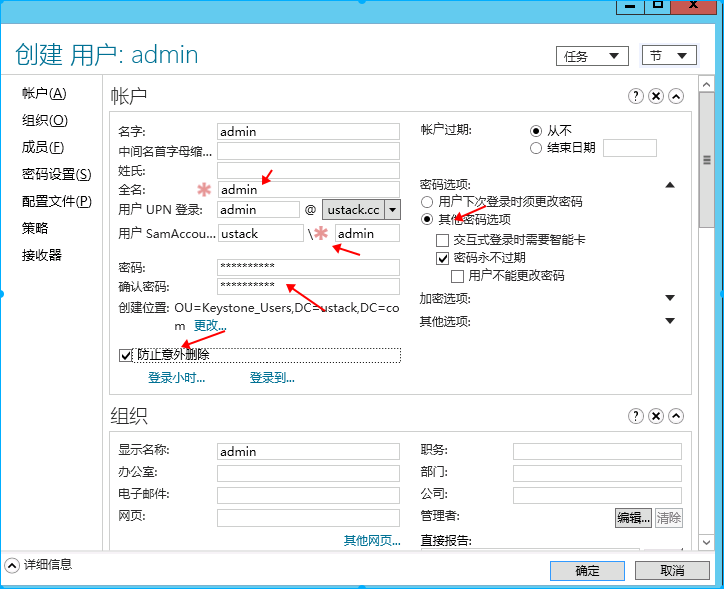 创建 用户: admin
任务
节
帐户(A)
组织(O)
成员(F)
密码设置(S)
配置文件(P)
策略
接收器
帐户
名字: admin
中间名首字母缩...
姓氏:
全名: * admin
用户 UPN 登录: admin @ ustack.cc
用户 SamAccou... ustack \* admin
密码: **********
确认密码: **********
创建位置: OU=Keystone_Users,DC=ustack,DC=co
m 更改...
防止意外删除
登录小时... 登录到...
帐户过期: 从不
结束日期
密码选项:
用户下次登录时须更改密码
其他密码选项
交互式登录时需要智能卡
密码永不过期
用户不能更改密码
加密选项:
其他选项:
组织
显示名称: admin
办公室:
电子邮件:
网页:
其他网页...
职务:
部门:
公司:
管理者: 编辑... 清除
直接报告:
详细信息
确定
取消